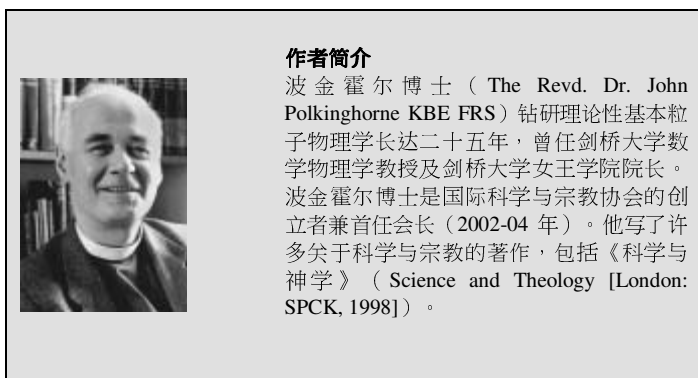 作者简介
波金霍尔博士（The Revd. Dr. John
Polkinghorne KBE FRS）钻研理论性基本粒
子物理学长达二十五年，曾任剑桥大学数
学物理学教授及剑桥大学女王学院院长。
波金霍尔博士是国际科学与宗教协会的创
立者兼首任会长（2002-04 年）。他写了许
多关于科学与宗教的著作，包括《科学与
神学》（Science and Theology [London:
SPCK, 1998]）。